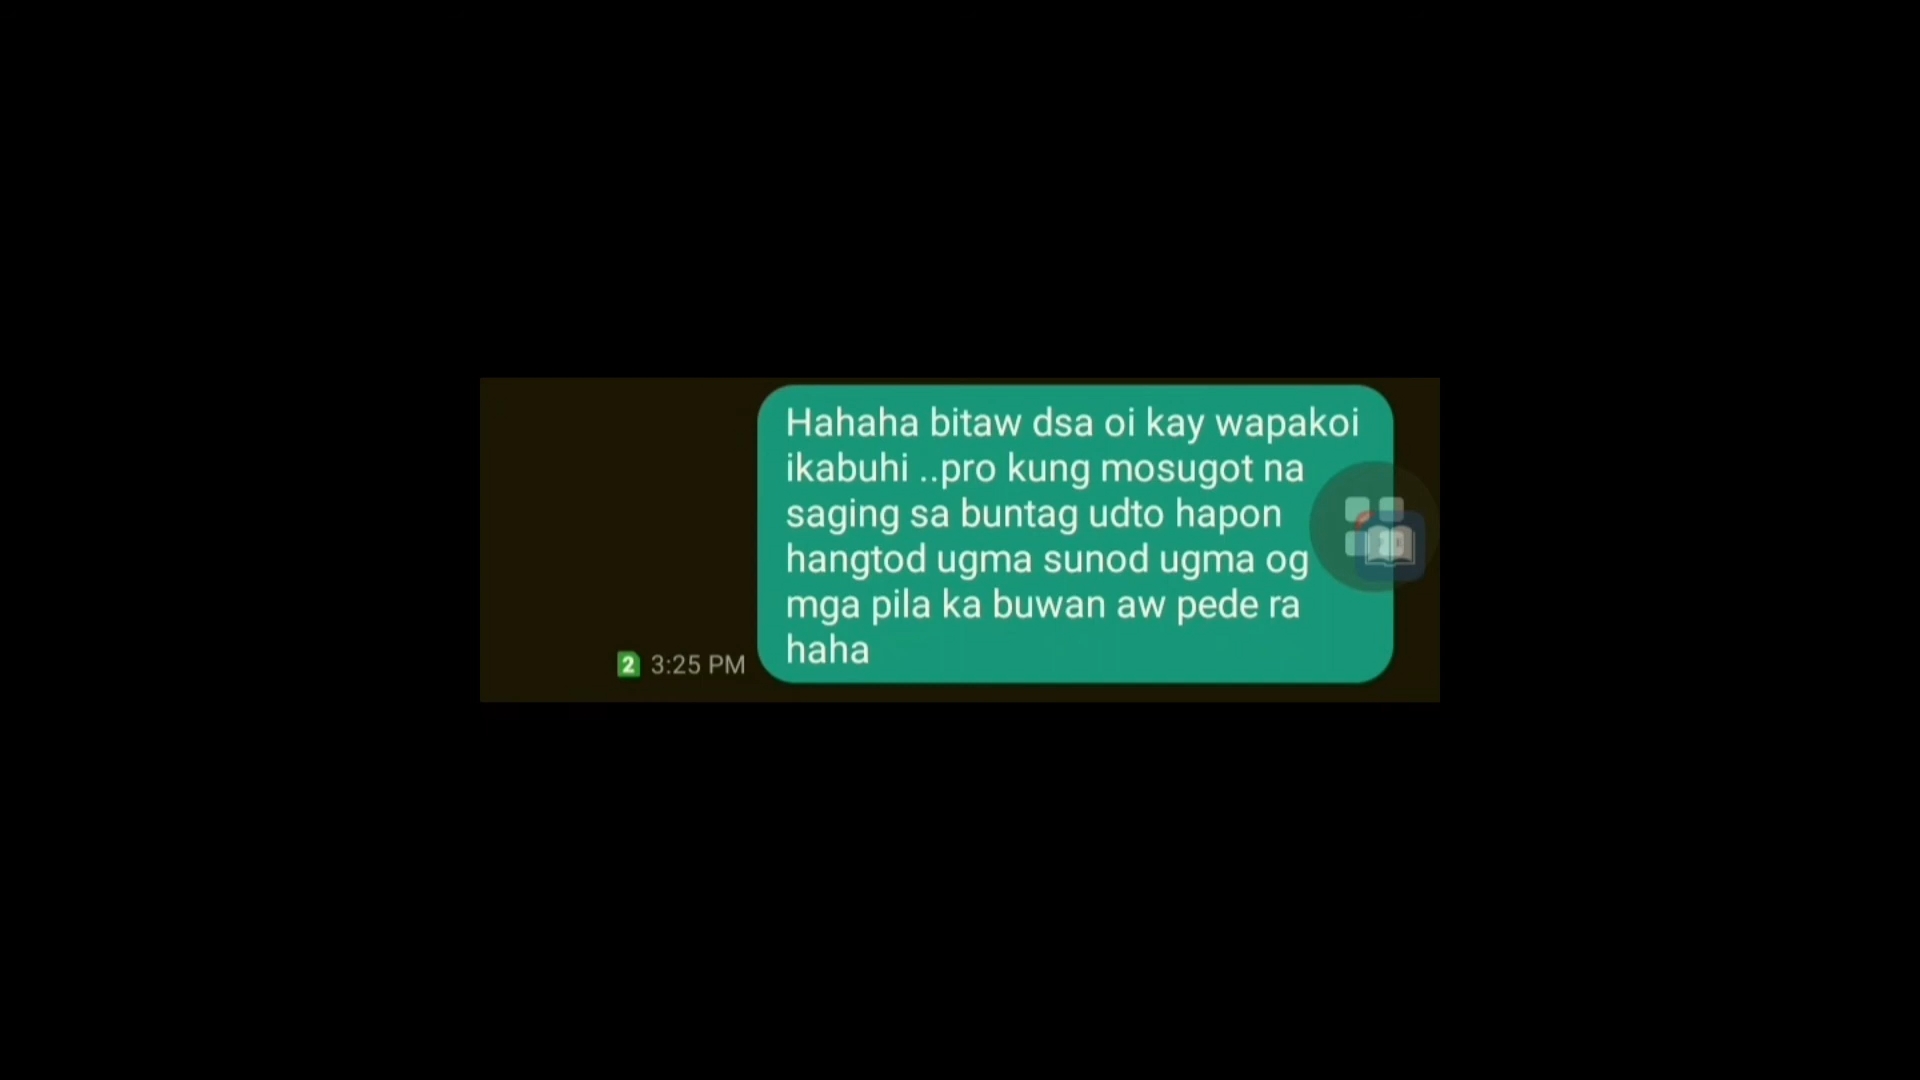 Hahaha bitaw dsa oi kay wapakoi
ikabuhi ..pro kung mosugot na
saging sa buntag udto hapon
hangtod ugma sunod ugma og
mga pila ka buwan aw pede ra
haha
2 3:25 PM